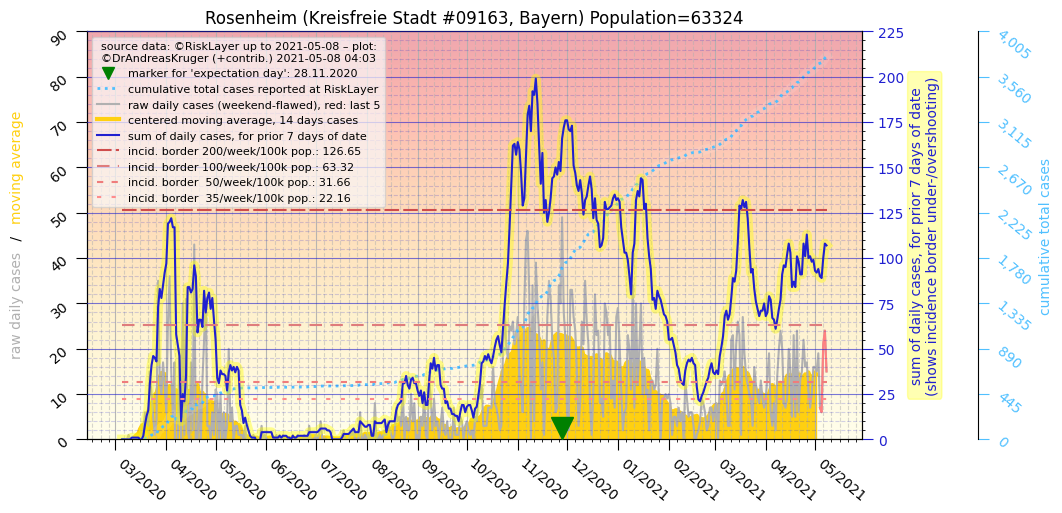 Rosenheim (Kreisfreie Stadt #09163, Bayern) Population=63324
source data: ©RiskLayer up to 2021-05-08 – plot:
©DrAndreasKruger (+contrib.) 2021-05-08 04:03
marker for 'expectation day': 28.11.2020
cumulative total cases reported at RiskLayer
raw daily cases (weekend-flawed), red: last 5
centered moving average, 14 days cases
sum of daily cases, for prior 7 days of date
incid. border 200/week/100k pop.: 126.65
incid. border 100/week/100k pop.: 63.32
incid. border  50/week/100k pop.: 31.66
incid. border  35/week/100k pop.: 22.16
raw daily cases / moving average
90
80
70
60
50
40
30
20
10
0
225
200
175
150
125
100
75
50
25
0
sum of daily cases, for prior 7 days of date
(shows incidence border under-/overshooting)
4,005
3,560
3,115
2,670
2,225
1,780
1,335
890
445
0
cumulative total cases
03/2020
04/2020
05/2020
06/2020
07/2020
08/2020
09/2020
10/2020
11/2020
12/2020
01/2021
02/2021
03/2021
04/2021
05/2021